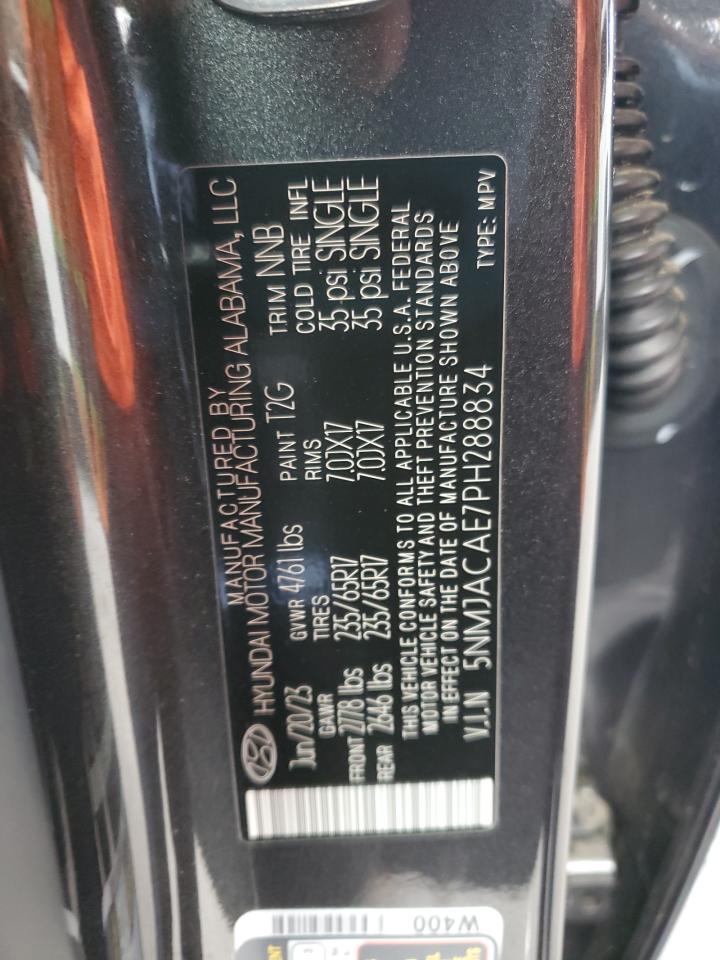 MANUFACTURED BY
HYUNDAI MOTOR MANUFACTURING ALABAMA, LLC
Jun/20/23 GVWR 4761 lbs PAINT T2G TRIM NNB
GAWR TIRES RIMS COLD TIRE INFL
FRONT 2778 lbs 235/65R17 7.0JX17 35 psi SINGLE
REAR 2646 lbs 235/65R17 7.0JX17 35 psi SINGLE
THIS VEHICLE CONFORMS TO ALL APPLICABLE U.S.A. FEDERAL
MOTOR VEHICLE SAFETY AND THEFT PREVENTION STANDARDS
IN EFFECT ON THE DATE OF MANUFACTURE SHOWN ABOVE
V.I.N 5NMJACAE7PH288834 TYPE: MPV
W400